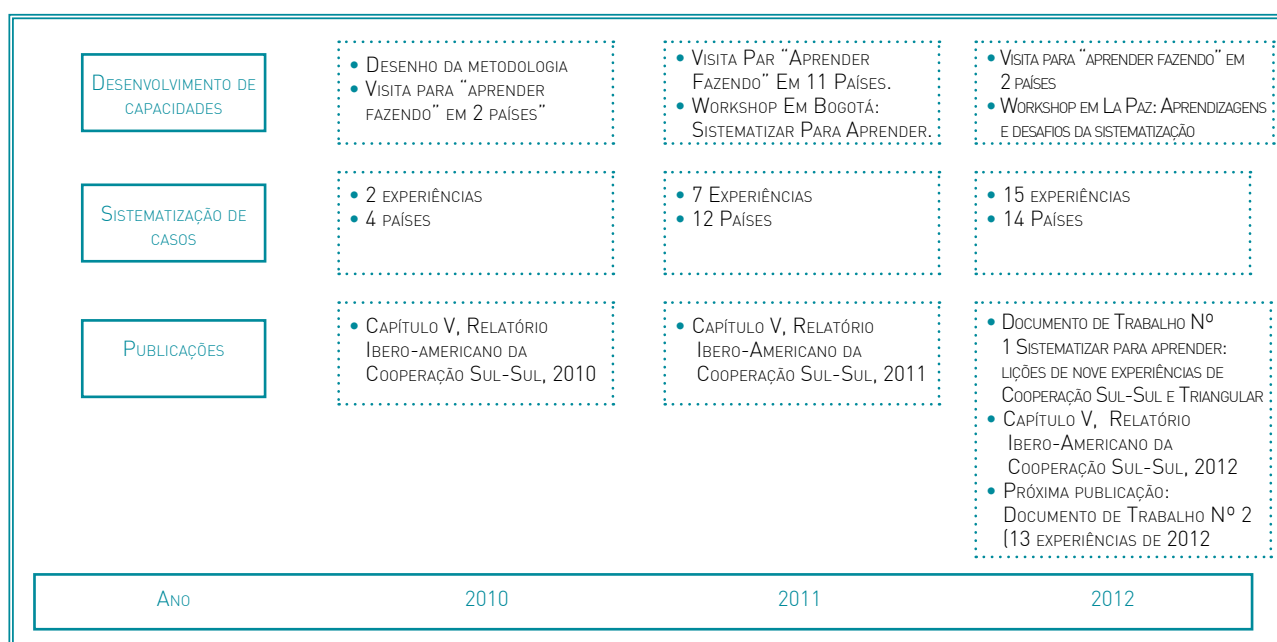 Desenvolvimento de
capacidades
• Desenho da metodologia
• Visita para "aprender
fazendo" em 2 países"
• Visita Par "Aprender
Fazendo" Em 11 Países.
• Workshop Em Bogotá:
Sistematizar Para Aprender.
• Visita para "aprender fazendo" em
2 países
• Workshop em La Paz: Aprendizagens
e desafios da sistematização
Sistematização de
casos
• 2 experiências
• 4 países
• 7 Experiências
• 12 Países
• 15 experiências
• 14 Países
Publicações
• Capítulo V, Relatório
Ibero-americano da
Cooperação Sul-Sul, 2010
• Capítulo V, Relatório
Ibero-Americano da
Cooperação Sul-Sul, 2011
• Documento de Trabalho Nº
1 Sistematizar para aprender:
lições de nove experiências de
Cooperação Sul-Sul e Triangular
• Capítulo V, Relatório
Ibero-Americano da
Cooperação Sul-Sul, 2012
• Próxima publicação:
Documento de Trabalho Nº 2
(13 experiências de 2012
Ano 2010 2011 2012